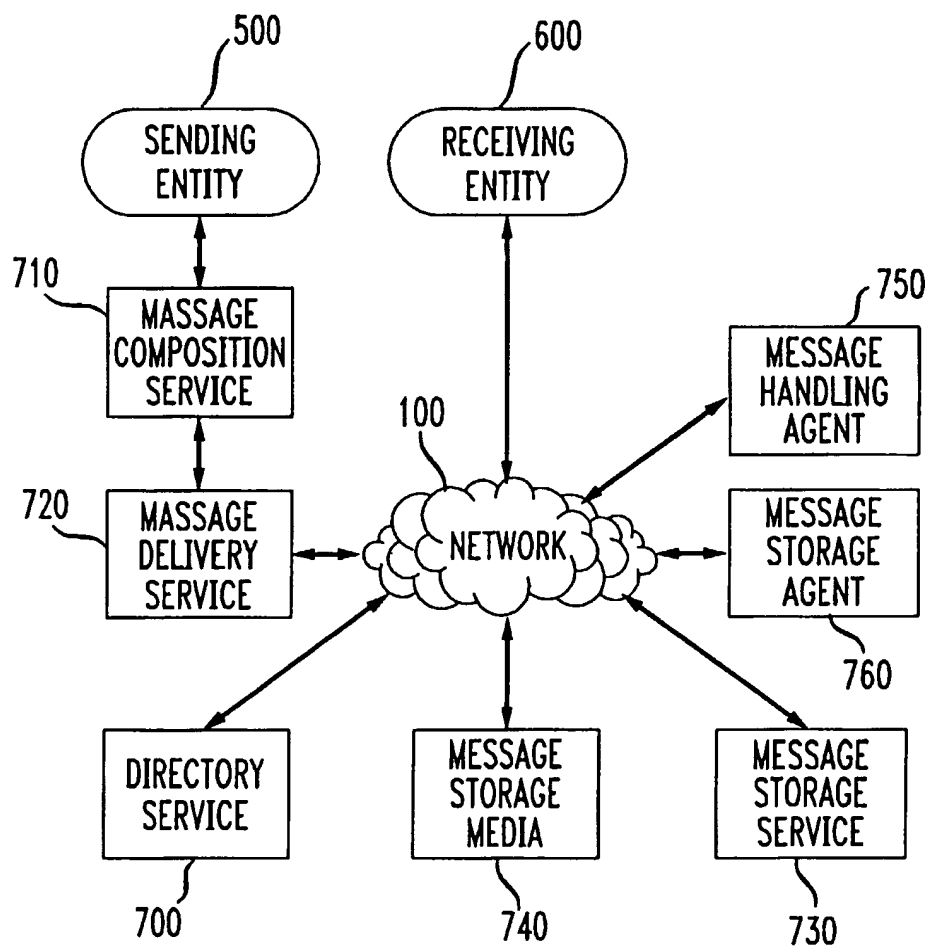 500
600
SENDING
ENTITY
RECEIVING
ENTITY
710
MASSAGE
COMPOSITION
SERVICE
750
MESSAGE
HANDLING
AGENT
100
720
MASSAGE
DELIVERY
SERVICE
NETWORK
MESSAGE
STORAGE
AGENT
760
DIRECTORY
SERVICE
MESSAGE
STORAGE
MEDIA
MESSAGE
STORAGE
SERVICE
700
740
730